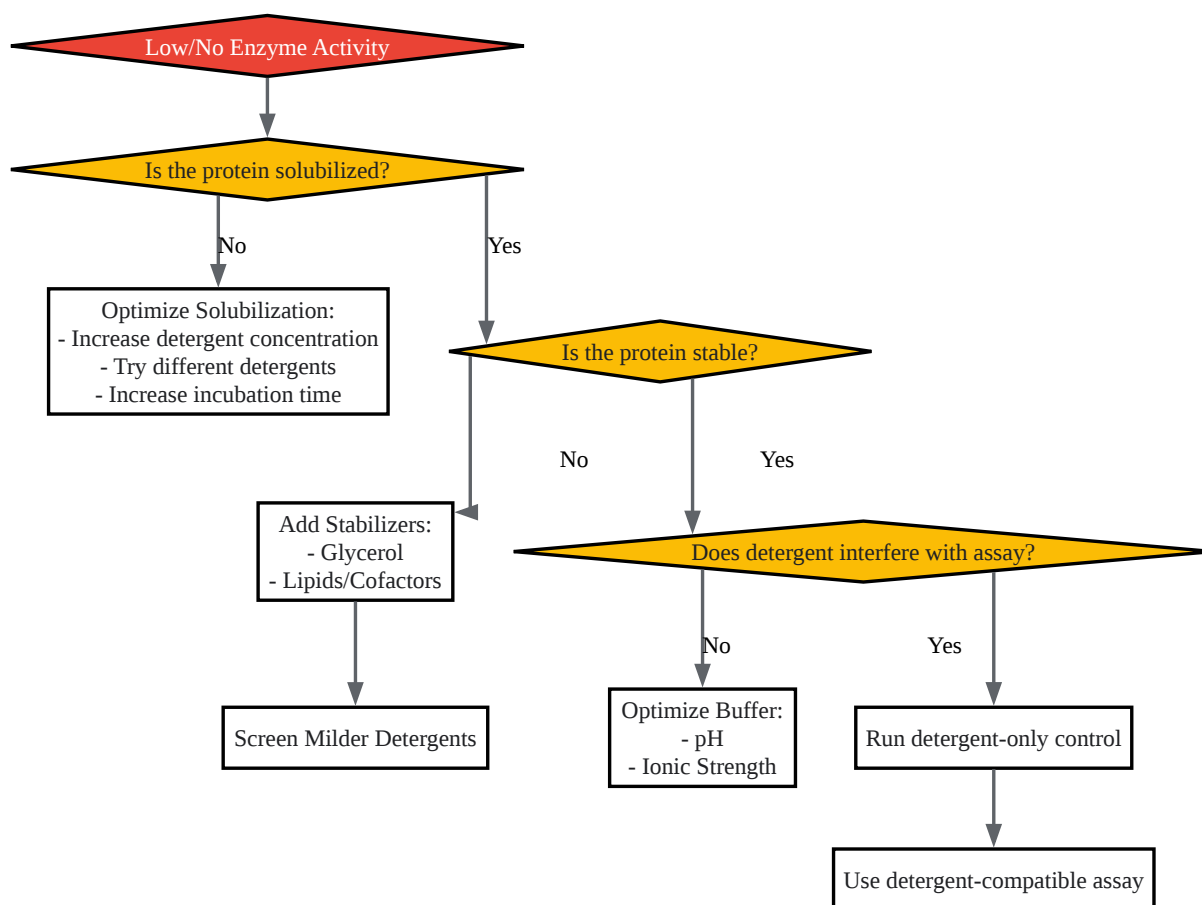 Low/No Enzyme Activity
Is the protein solubilized?
No
Yes
Optimize Solubilization:
- Increase detergent concentration
- Try different detergents
- Increase incubation time
Is the protein stable?
No
Yes
Add Stabilizers:
- Glycerol
- Lipids/Cofactors
Does detergent interfere with assay?
No
Yes
Screen Milder Detergents
Optimize Buffer:
- pH
- Ionic Strength
Run detergent-only control
Use detergent-compatible assay